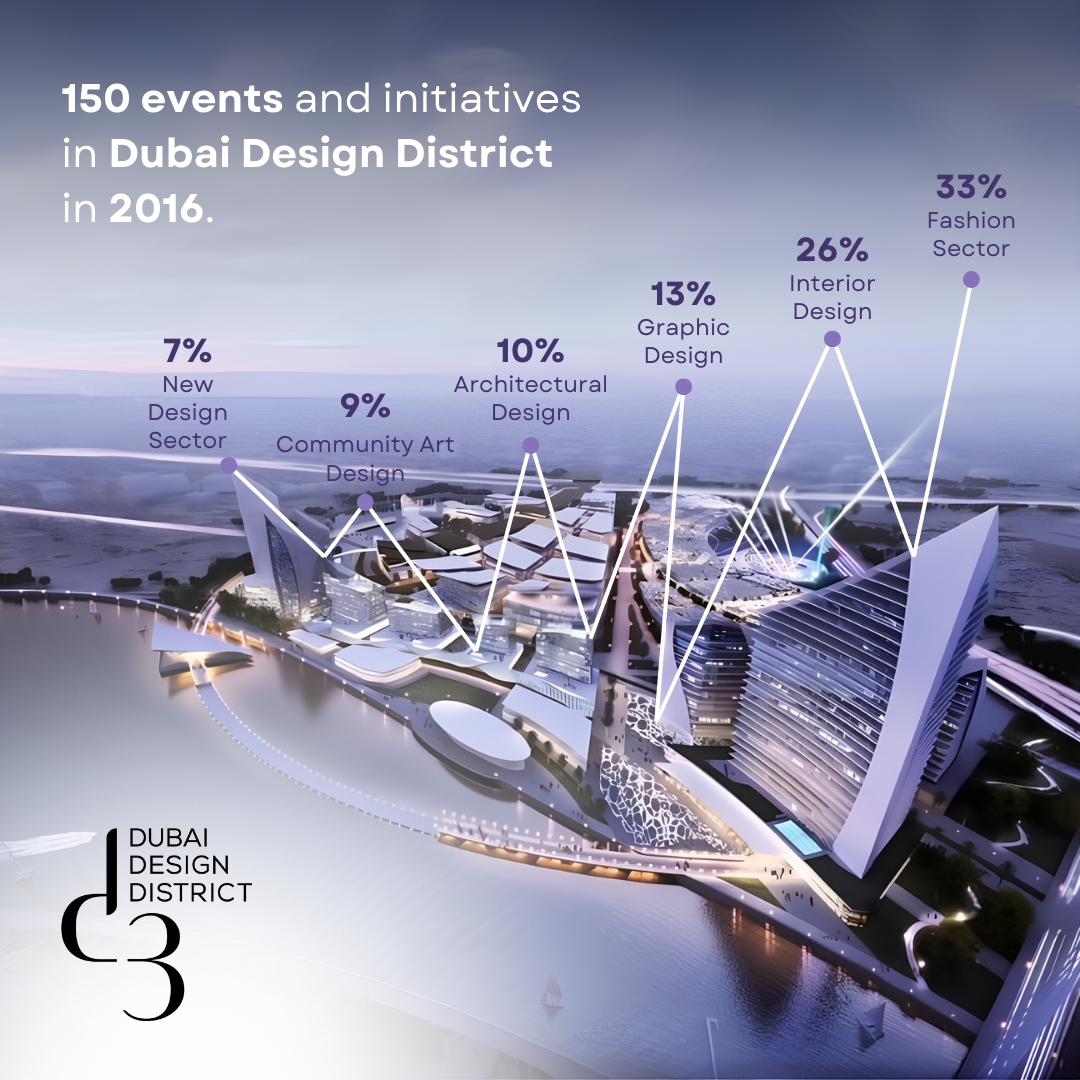 150 events and initiatives
in Dubai Design District
in 2016.
33%
Fashion
Sector
26%
Interior
Design
13%
Graphic
Design
7%
New
Design
Sector
9%
Community Art
Design
10%
Architectural
Design
DUBAI
DESIGN
DISTRICT
d3